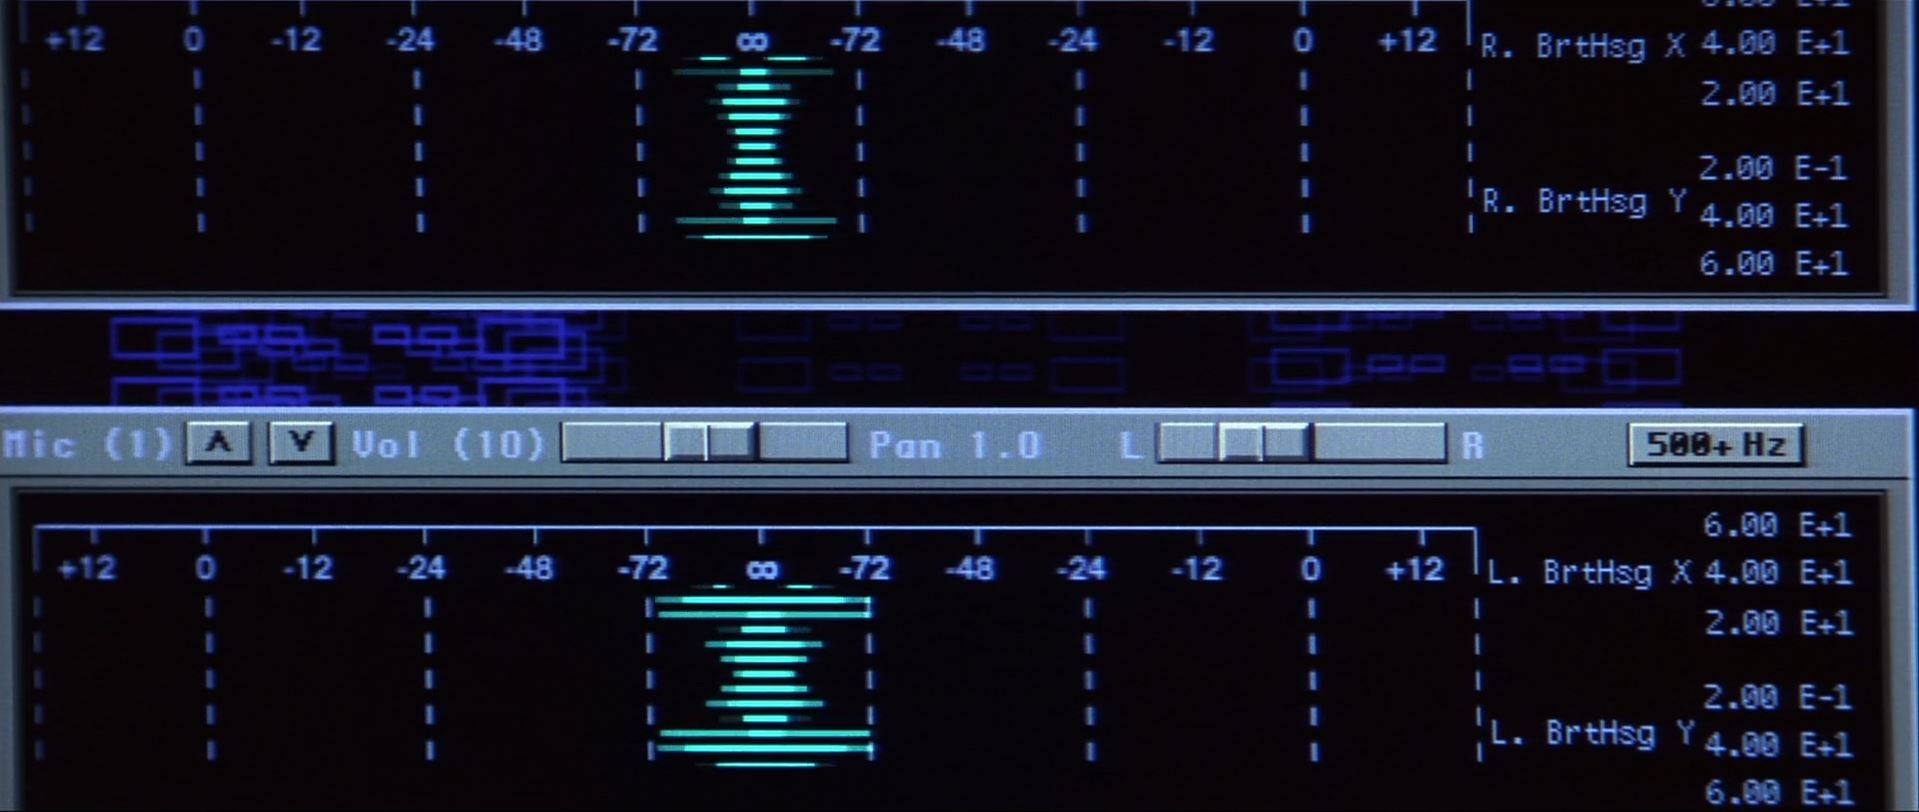 +12 0 -12 -24 -48 -72 ∞ -72 -48 -24 -12 0 +12
R. BrtHsg X 4.00 E+1
2.00 E+1
2.00 E-1
R. BrtHsg Y 4.00 E+1
6.00 E+1
Mic (1) Λ V Vol (10) Pan 1.0 L R 500+ Hz
6.00 E+1
+12 0 -12 -24 -48 -72 ∞ -72 -48 -24 -12 0 +12
L. BrtHsg X 4.00 E+1
2.00 E+1
2.00 E-1
L. BrtHsg Y 4.00 E+1
6.00 E+1